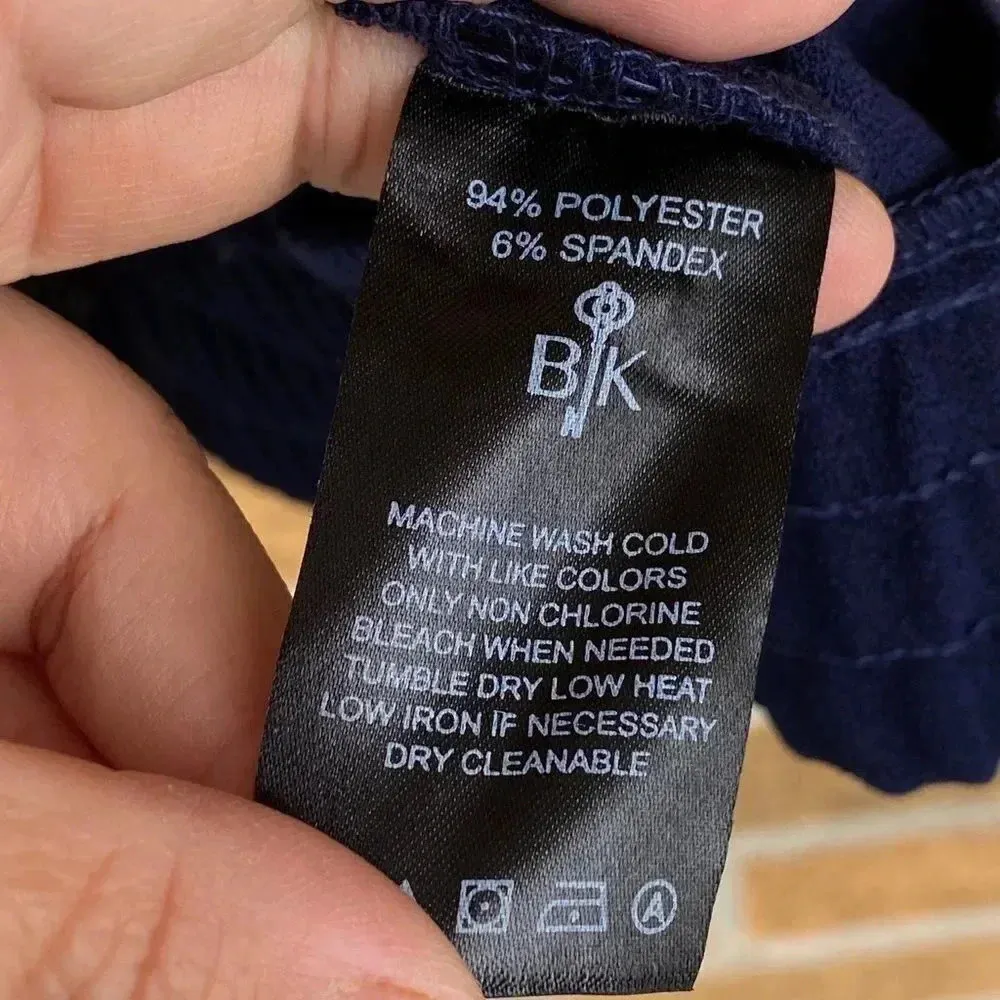 94% POLYESTER
6% SPANDEX
BJK
MACHINE WASH COLD
WITH LIKE COLORS
ONLY NON CHLORINE
BLEACH WHEN NEEDED
TUMBLE DRY LOW HEAT
LOW IRON IF NECESSARY
DRY CLEANABLE
A